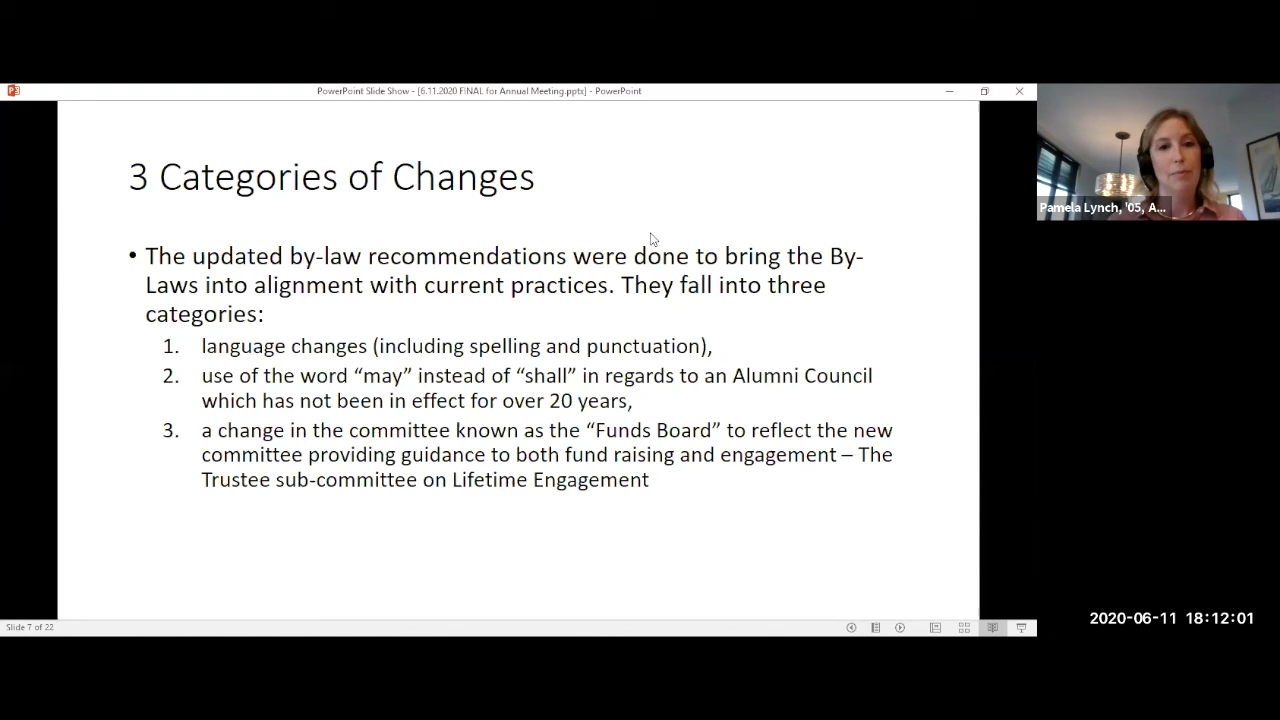 PowerPoint Slide Show - [6.11.2020 FINAL for Annual Meeting.pptx] - PowerPoint
3 Categories of Changes
• The updated by-law recommendations were done to bring the By-
Laws into alignment with current practices. They fall into three
categories:
1. language changes (including spelling and punctuation),
2. use of the word “may” instead of “shall” in regards to an Alumni Council
which has not been in effect for over 20 years,
3. a change in the committee known as the “Funds Board” to reflect the new
committee providing guidance to both fund raising and engagement – The
Trustee sub-committee on Lifetime Engagement
Pamela Lynch, '05, A...
Slide 7 of 22
2020-06-11 18:12:01